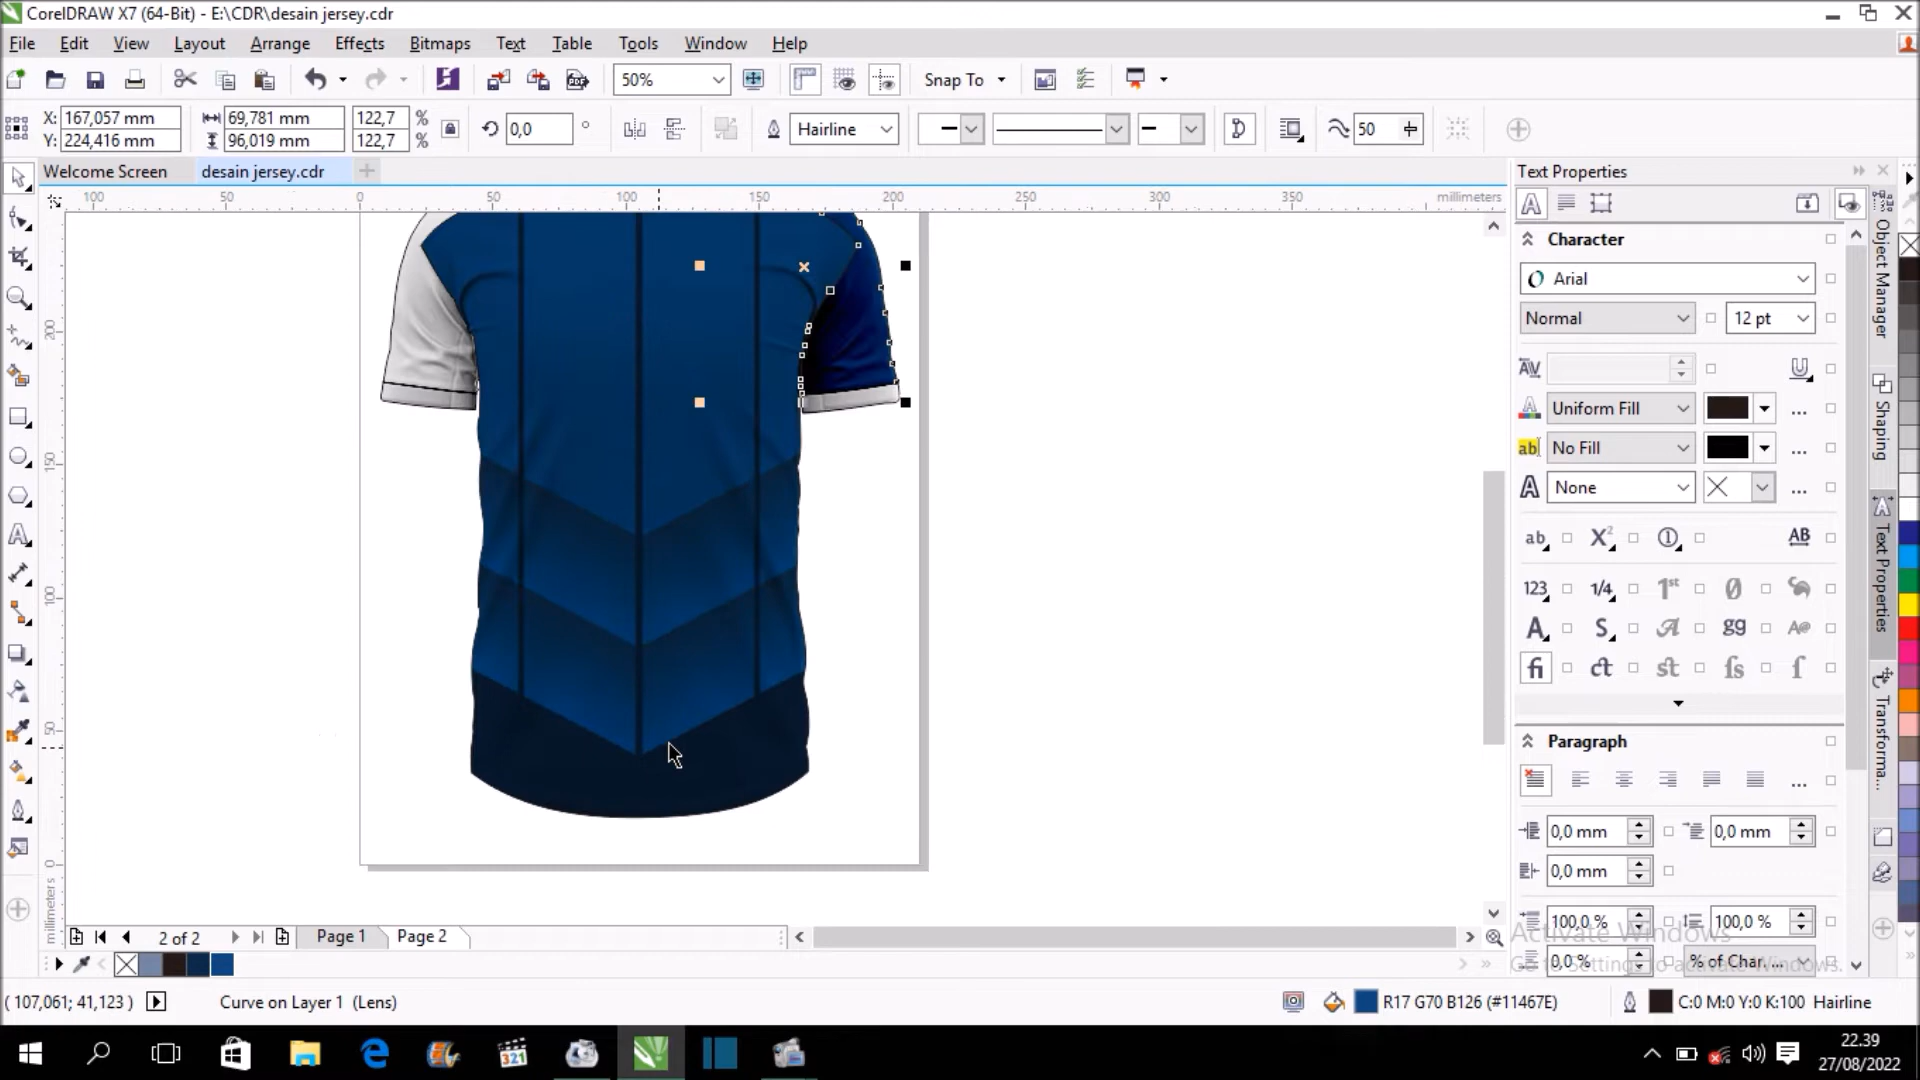 CorelDRAW X7 (64-Bit) - E:\CDR\desain jersey.cdr
File Edit View Layout Arrange Effects Bitmaps Text Table Tools Window Help
50% Snap To
X: 167,057 mm 69,781 mm 122,7 %
Y: 224,416 mm 96,019 mm 122,7 %
0,0 ° Hairline 50
Welcome Screen desain jersey.cdr
100 50 0 50 100 150 200 250 300 350 millimeters
200
150
100
50
0
millimeters
Text Properties
Character
Arial
Normal 12 pt
Uniform Fill
No Fill
None
Paragraph
0,0 mm 0,0 mm
0,0 mm
100,0 % 100,0 %
0,0 % % of Char. ...
Activate Windows
Go to Settings to activate Windows.
Object Manager
Shaping
Text Properties
Transforma...
2 of 2 Page 1 Page 2
( 107,061; 41,123 ) Curve on Layer 1 (Lens) R17 G70 B126 (#11467E) C:0 M:0 Y:0 K:100 Hairline
22.39
27/08/2022